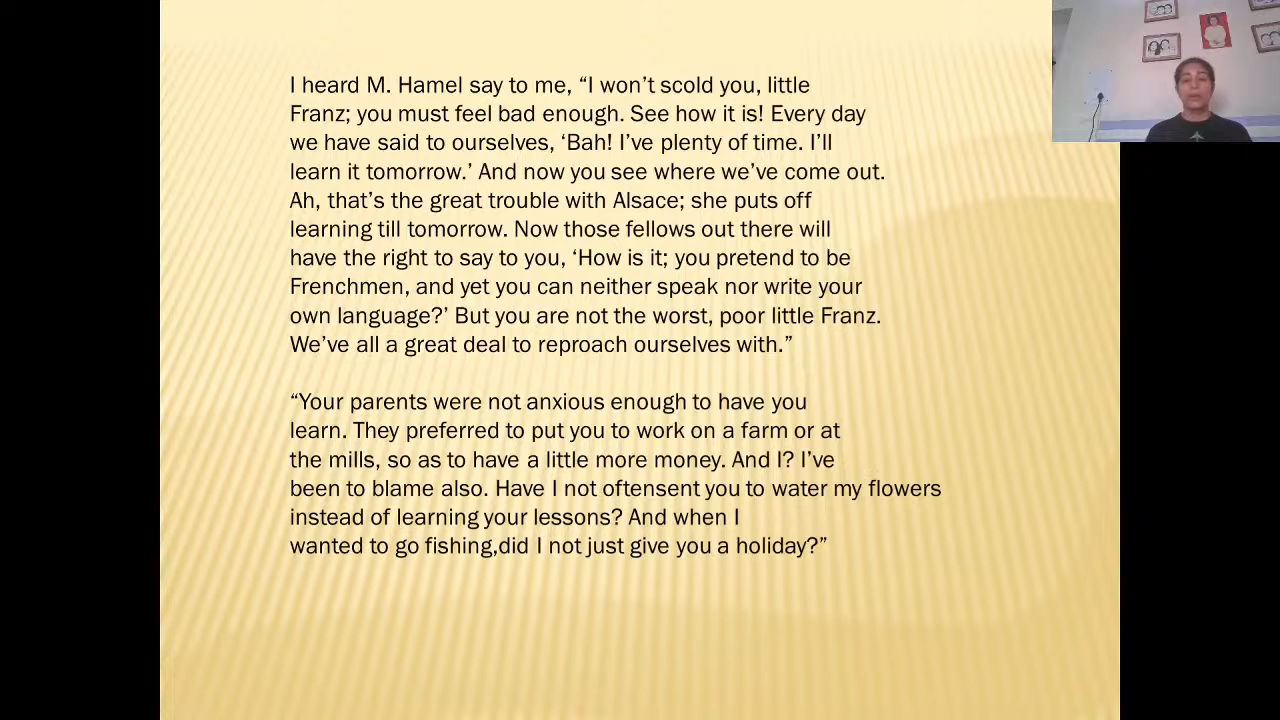 I heard M. Hamel say to me, “I won’t scold you, little
Franz; you must feel bad enough. See how it is! Every day
we have said to ourselves, ‘Bah! I’ve plenty of time. I’ll
learn it tomorrow.’ And now you see where we’ve come out.
Ah, that’s the great trouble with Alsace; she puts off
learning till tomorrow. Now those fellows out there will
have the right to say to you, ‘How is it; you pretend to be
Frenchmen, and yet you can neither speak nor write your
own language?’ But you are not the worst, poor little Franz.
We’ve all a great deal to reproach ourselves with.”
“Your parents were not anxious enough to have you
learn. They preferred to put you to work on a farm or at
the mills, so as to have a little more money. And I? I’ve
been to blame also. Have I not oftensent you to water my flowers
instead of learning your lessons? And when I
wanted to go fishing,did I not just give you a holiday?”